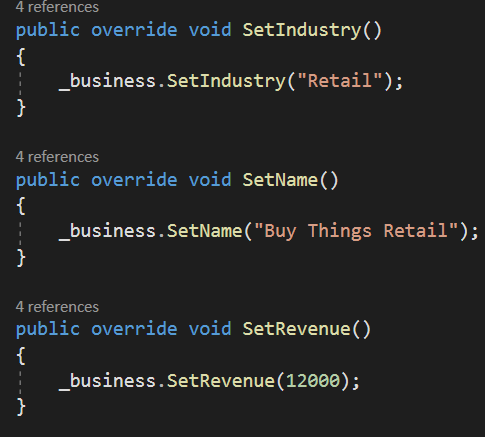 4 references
public override void SetIndustry()
{
_business.SetIndustry("Retail");
}
4 references
public override void SetName()
{
_business.SetName("Buy Things Retail");
}
4 references
public override void SetRevenue()
{
_business.SetRevenue(12000);
}